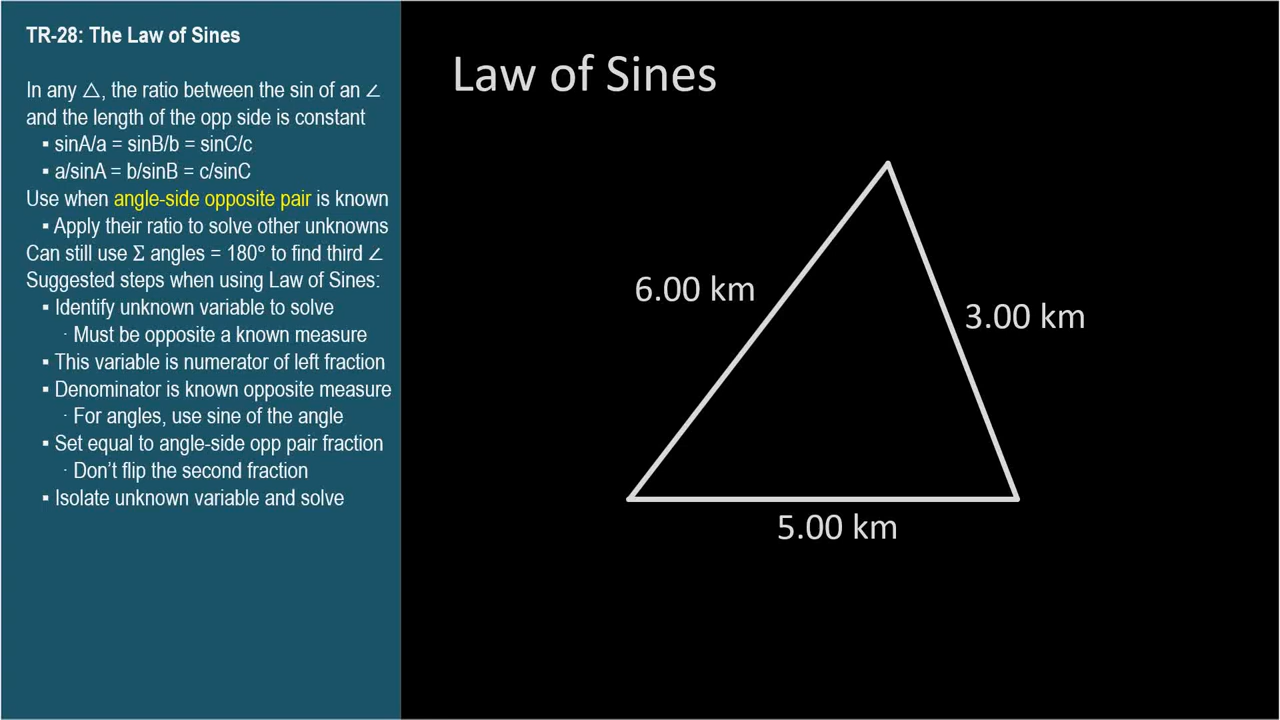 TR-28: The Law of Sines
In any △, the ratio between the sin of an ∠
and the length of the opp side is constant
▪ sinA/a = sinB/b = sinC/c
▪ a/sinA = b/sinB = c/sinC
Use when angle-side opposite pair is known
▪ Apply their ratio to solve other unknowns
Can still use Σ angles = 180° to find third ∠
Suggested steps when using Law of Sines:
▪ Identify unknown variable to solve
· Must be opposite a known measure
▪ This variable is numerator of left fraction
▪ Denominator is known opposite measure
· For angles, use sine of the angle
▪ Set equal to angle-side opp pair fraction
· Don’t flip the second fraction
▪ Isolate unknown variable and solve
Law of Sines
6.00 km
3.00 km
5.00 km